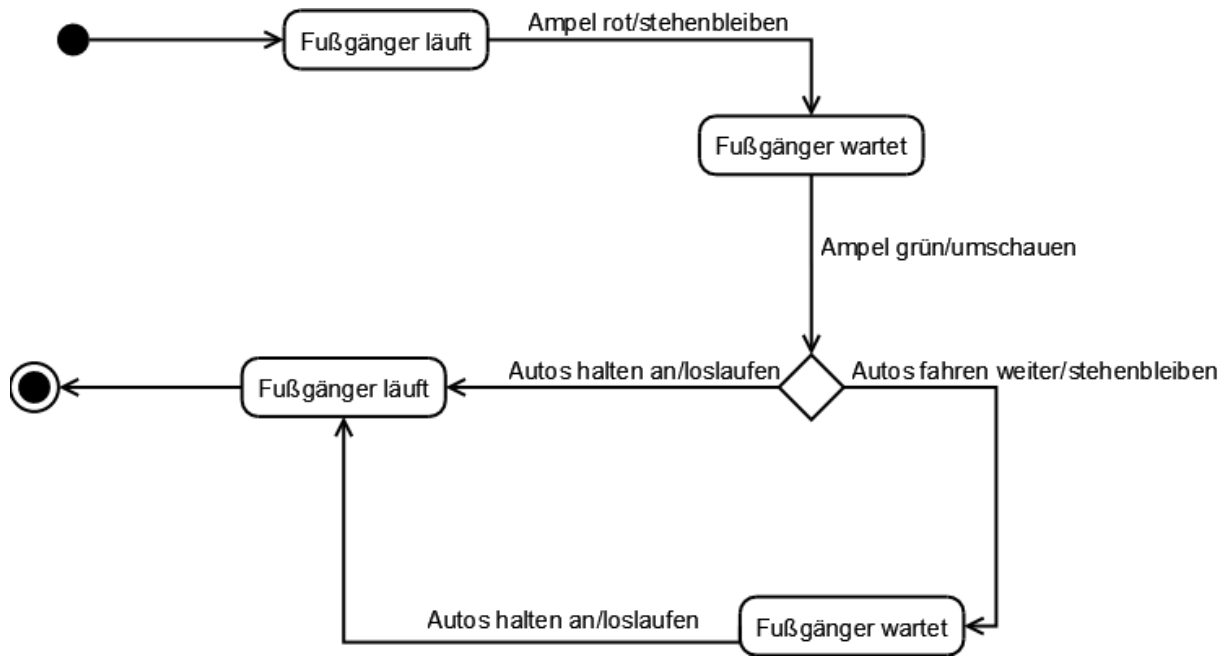 Fußgänger läuft
Ampel rot/stehenbleiben
Fußgänger wartet
Ampel grün/umschauen
Fußgänger läuft
Autos halten an/loslaufen
Autos fahren weiter/stehenbleiben
Autos halten an/loslaufen
Fußgänger wartet